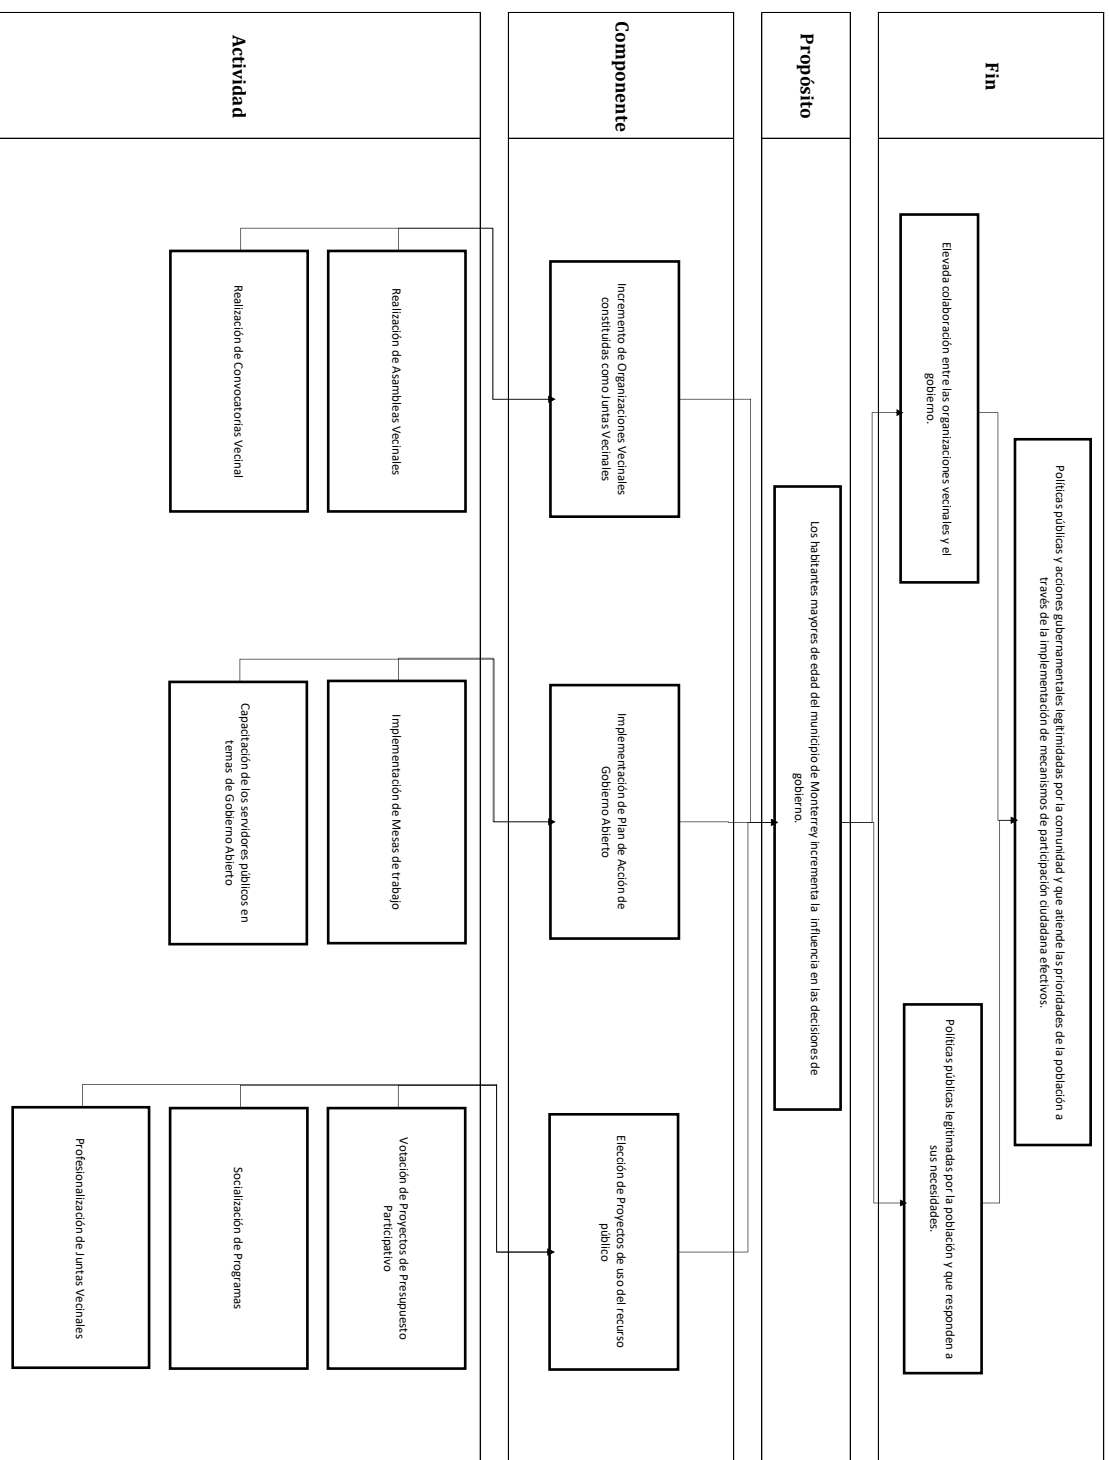 Fin
Políticas públicas y acciones gubernamentales legitimidadas por la comunidad y que atiende las prioridades de la población a
través de la implementación de mecanismos de participación ciudadana efectivos.
Elevada colaboración entre las organizaciones vecinales y el
gobierno.
Políticas públicas legitimadas por la población y que responden a
sus necesidades.
Propósito
Los habitantes mayores de edad del municipio de Monterrey incrementa la influencia en las decisiones de
gobierno.
Componente
Incremento de Organizaciones Vecinales
constituidas como Juntas Vecinales
Implementación de Plan de Acción de
Gobierno Abierto
Elección de Proyectos de uso del recurso
público
Actividad
Realización de Asambleas Vecinales
Implementación de Mesas de trabajo
Votación de Proyectos de Presupuesto
Participativo
Realización de Convocatorias Vecinal
Capacitación de los servidores públicos en
temas de Gobierno Abierto
Socialización de Programas
Profesionalización de Juntas Vecinales